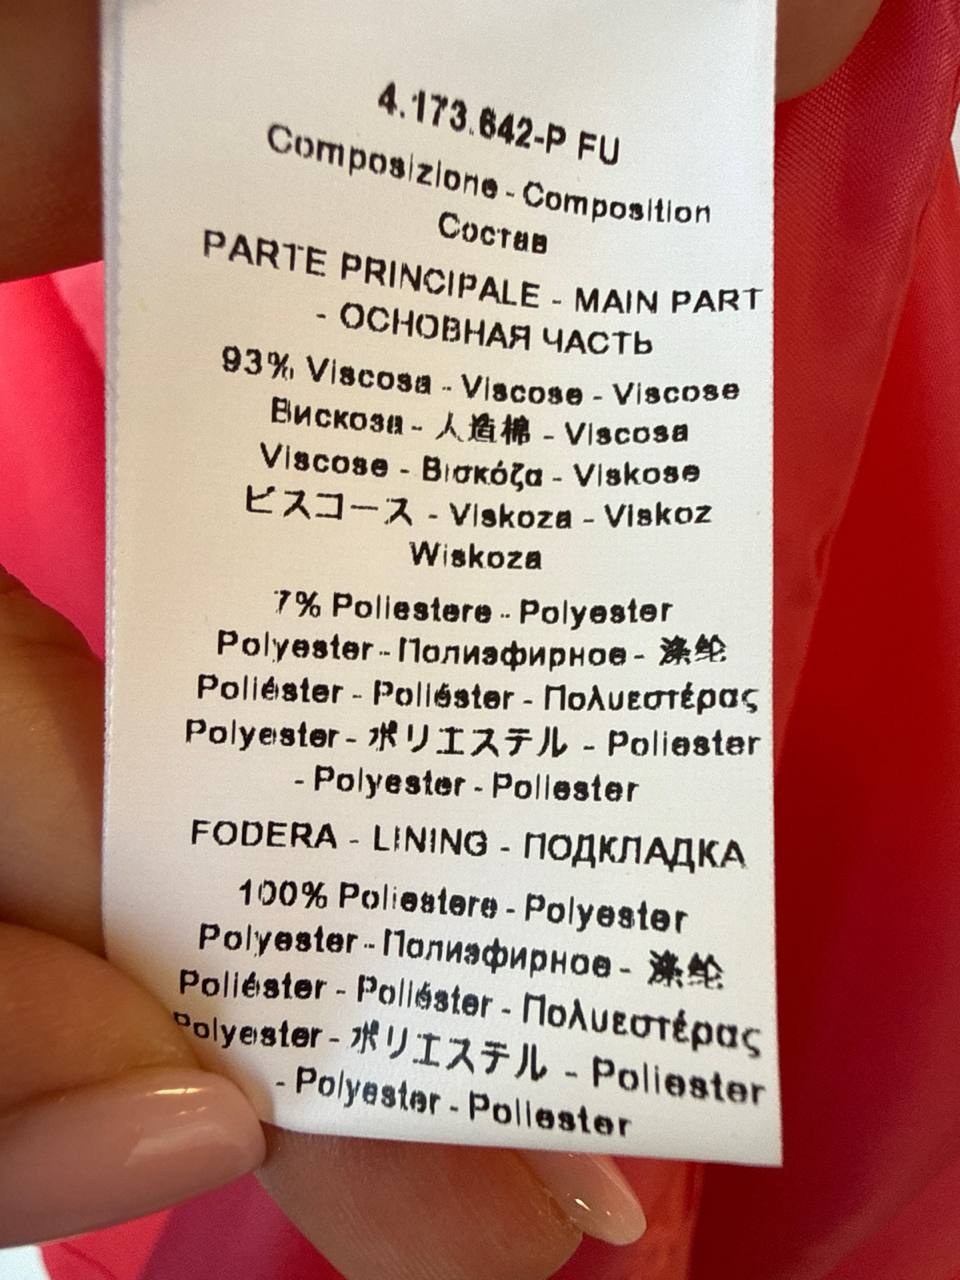 4.173.642-P FU
Composizione - Composition
Состав
PARTE PRINCIPALE - MAIN PART
- ОСНОВНАЯ ЧАСТЬ
93% Viscosa - Viscose - Viscose
Вискоза - 人造棉 - Viscosa
Viscose - Βισκόζα - Viskose
ビスコース - Viskoza - Viskoz
Wiskoza
7% Poliestere - Polyester
Polyester - Полиэфирное - 涤纶
Poliéster - Poliéster - Πολυεστέρας
Polyester - ポリエステル - Poliester
- Polyester - Poliester
FODERA - LINING - ПОДКЛАДКА
100% Poliestere - Polyester
Polyester - Полиэфирное - 涤纶
Poliéster - Poliéster - Πολυεστέρας
Polyester - ポリエステル - Poliester
- Polyester - Poliester